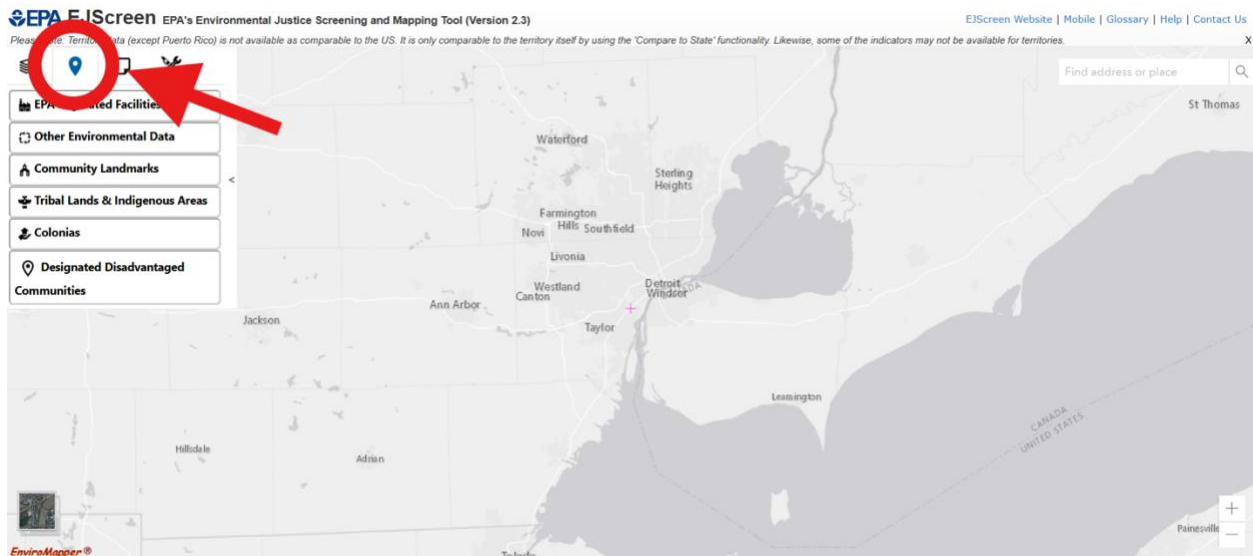 EPA EJScreen EPA's Environmental Justice Screening and Mapping Tool (Version 2.3)
EJScreen Website | Mobile | Glossary | Help | Contact Us
(except Puerto Rico) is not available as comparable to the US. It is only comparable to the territory itself by using the 'Compare to State' functionality. Likewise, some of the indicators may not be available for territories. X
Find address or place
EPA Facilities
Other Environmental Data
Community Landmarks
<
Tribal Lands & Indigenous Areas
Colonias
Designated Disadvantaged
Communities
St Thomas
Waterford
Sterling
Heights
Farmington
Hills
Southfield
Novi
Livonia
Westland
Canton
Detroit
Windsor
Ann Arbor
Taylor
Jackson
Leamington
CANADA
UNITED STATES
Hillsdale
Adrian
+
Painesville
−
EnviroMapper®
Toledo